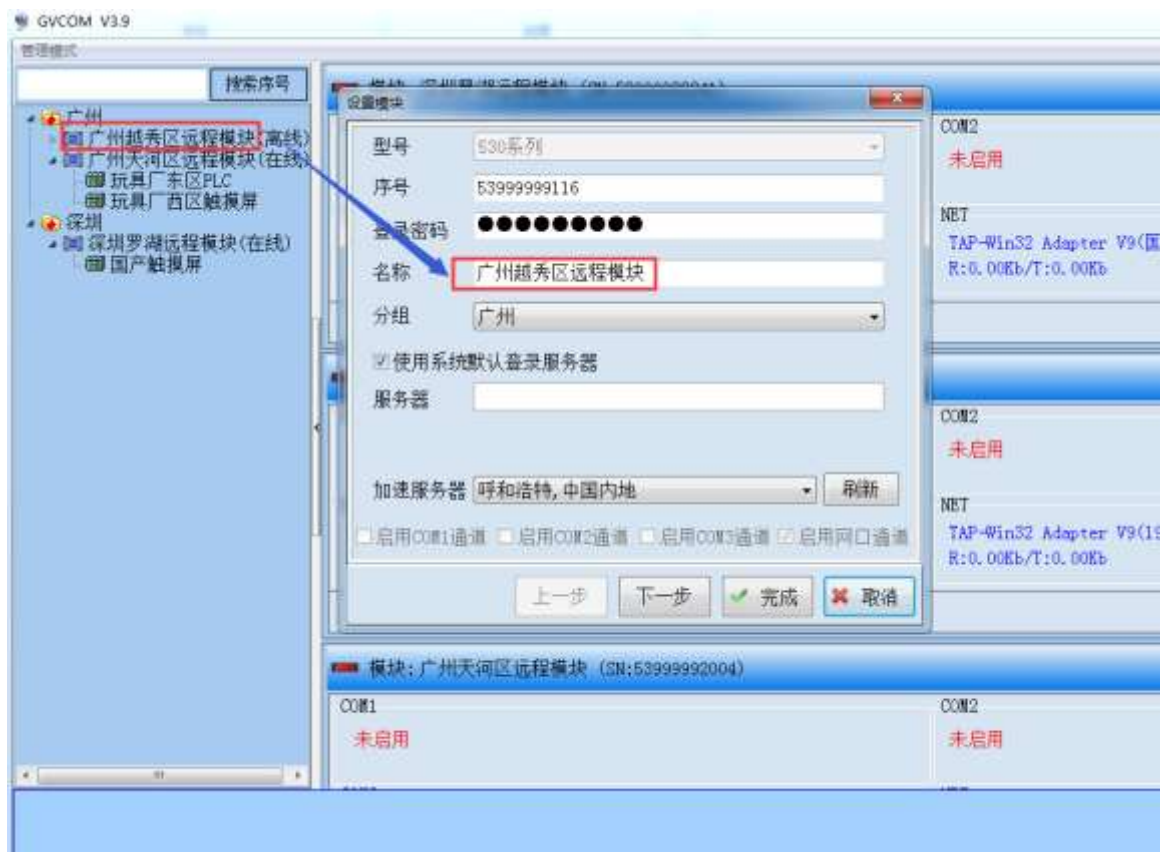 GVCOM V3.9
管理模式
搜索序号
广州
广州越秀区远程模块(离线)
广州天河区远程模块(在线)
玩具厂东区PLC
玩具厂西区触摸屏
深圳
深圳罗湖远程模块(在线)
国产触摸屏
设置模块
型号 S30系列
序号 53999999116
登录密码 ●●●●●●●●●
名称 广州越秀区远程模块
分组 广州
使用系统默认登录服务器
服务器
加速服务器 呼和浩特,中国内地 刷新
启用COM1通道 启用COM2通道 启用COM3通道 启用网口通道
上一步 下一步 完成 取消
COM2
未启用
NET
TAP-Win32 Adapter V9(国
R:0.00Kb/T:0.00Kb
COM2
未启用
NET
TAP-Win32 Adapter V9(19
R:0.00Kb/T:0.00Kb
模块:广州天河区远程模块 (SN:53999992004)
COM1 COM2
未启用 未启用